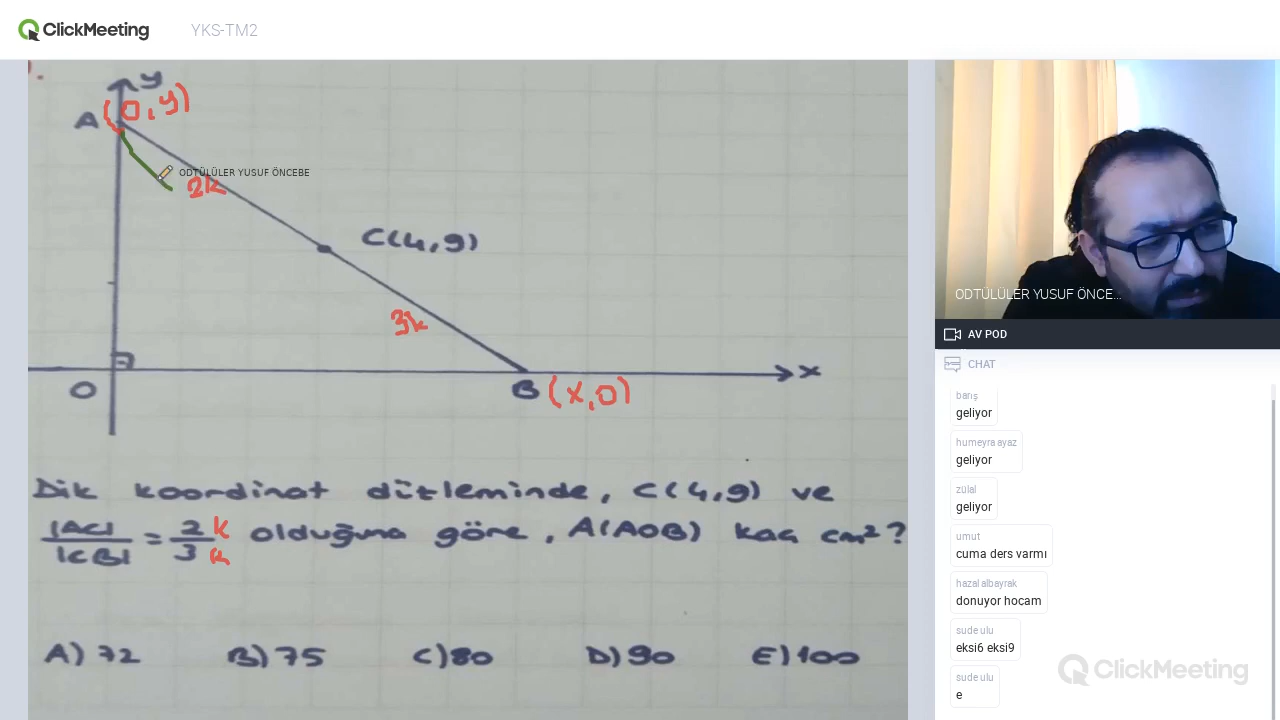 ClickMeeting
YKS-TM2
y
A (0,y)
ODTÜLÜLER YUSUF ÖNCEBE
2k
C(4,9)
3k
O
B (x,0)
x
Dik koordinat düzleminde, C(4,9) ve
|AC| / |CB| = 2 k / 3 k olduğuna göre, A(AOB) kaç cm²?
A) 72 B) 75 C) 80 D) 90 E) 100
ODTÜLÜLER YUSUF ÖNCE...
AV POD
CHAT
barış
geliyor
humeyra ayaz
geliyor
zülal
geliyor
umut
cuma ders varmı
hazal albayrak
donuyor hocam
sude ulu
eksi6 eksi9
sude ulu
e
ClickMeeting